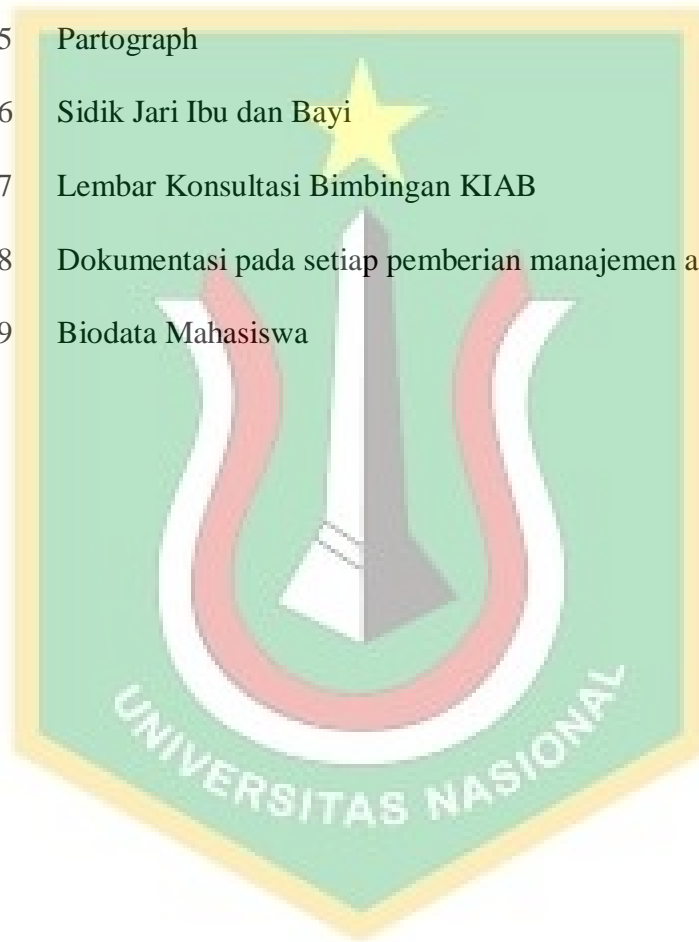 5 Partograph
6 Sidik Jari Ibu dan Bayi
7 Lembar Konsultasi Bimbingan KIAB
8 Dokumentasi pada setiap pemberian manajemen a
9 Biodata Mahasiswa
UNIVERSITAS NASIONAL